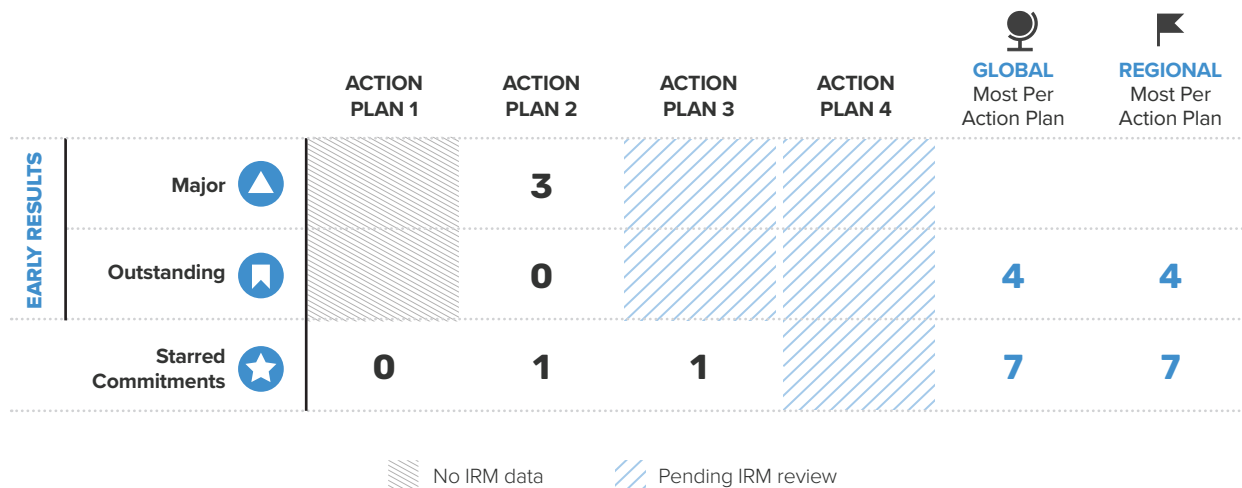 ACTION
PLAN 1
ACTION
PLAN 2
ACTION
PLAN 3
ACTION
PLAN 4
GLOBAL
Most Per
Action Plan
REGIONAL
Most Per
Action Plan
EARLY RESULTS
Major
3
Outstanding
0
4
4
Starred
Commitments
0
1
1
7
7
No IRM data
Pending IRM review